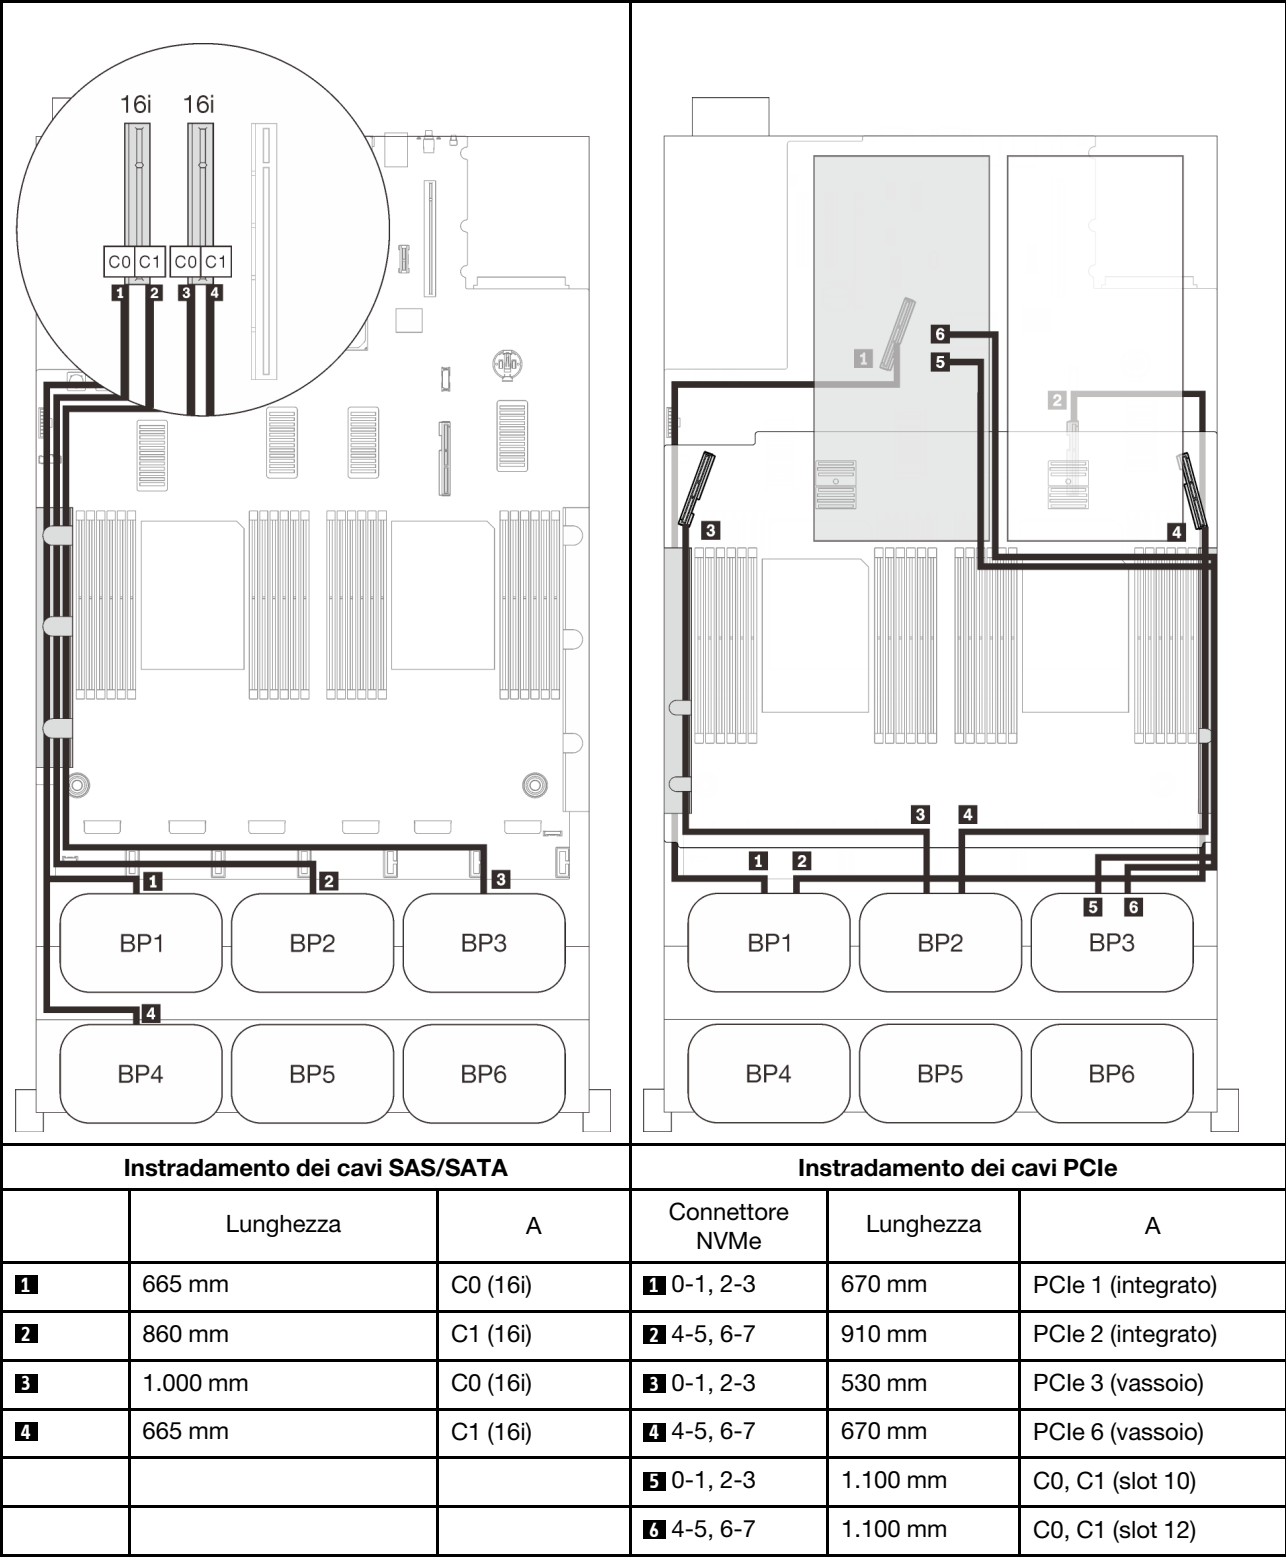 16i 16i
C0 C1 C0 C1
1 2 3 4
1 2 3
BP1 BP2 BP3
4
BP4 BP5 BP6
6
1 5
2
3 4
3 4
1 2
5 6
BP1 BP2 BP3
BP4 BP5 BP6
Instradamento dei cavi SAS/SATA
Lunghezza A
1 665 mm C0 (16i)
2 860 mm C1 (16i)
3 1.000 mm C0 (16i)
4 665 mm C1 (16i)
Instradamento dei cavi PCIe
Connettore
NVMe Lunghezza A
1 0-1, 2-3 670 mm PCIe 1 (integrato)
2 4-5, 6-7 910 mm PCIe 2 (integrato)
3 0-1, 2-3 530 mm PCIe 3 (vassoio)
4 4-5, 6-7 670 mm PCIe 6 (vassoio)
5 0-1, 2-3 1.100 mm C0, C1 (slot 10)
6 4-5, 6-7 1.100 mm C0, C1 (slot 12)